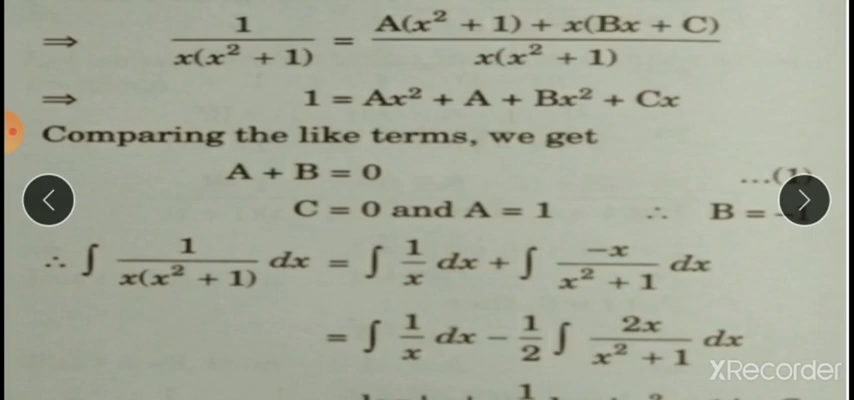 ⇒ 1/x(x² + 1) = A(x² + 1) + x(Bx + C)/x(x² + 1)
⇒ 1 = Ax² + A + Bx² + Cx
Comparing the like terms, we get
A + B = 0 ...(1)
C = 0 and A = 1 ∴ B = -1
∴ ∫ 1/x(x² + 1) dx = ∫ 1/x dx + ∫ -x/x² + 1 dx
= ∫ 1/x dx - 1/2 ∫ 2x/x² + 1 dx
XRecorder